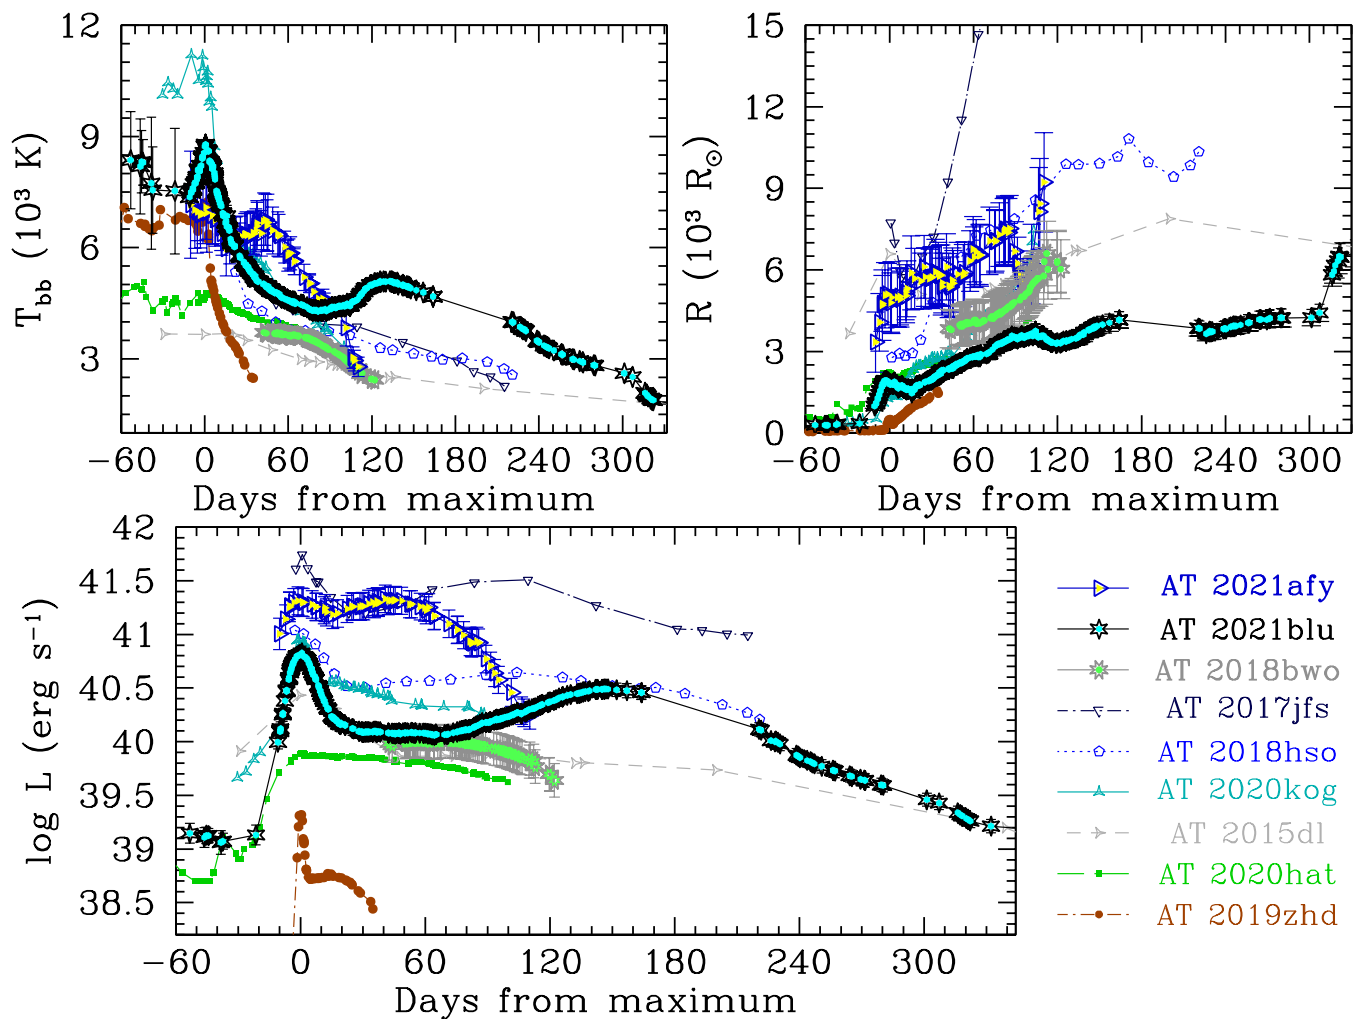 12
9
6
3
T_bb (10³ K)
−60 0 60 120 180 240 300
Days from maximum
15
12
9
6
3
0
R (10³ R⊙)
−60 0 60 120 180 240 300
Days from maximum
42
41.5
41
40.5
40
39.5
39
38.5
log L (erg s⁻¹)
−60 0 60 120 180 240 300
Days from maximum
AT 2021afy
AT 2021blu
AT 2018bwo
AT 2017jfs
AT 2018hso
AT 2020kog
AT 2015dl
AT 2020hat
AT 2019zhd